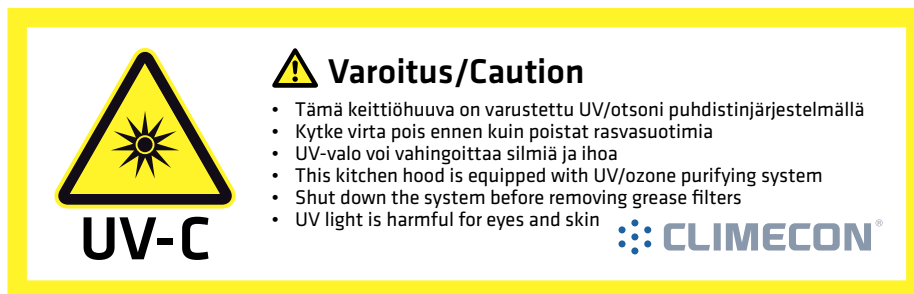 UV-C
Varoitus/Caution
• Tämä keittiöhuuva on varustettu UV/otsoni puhdistinjärjestelmällä
• Kytke virta pois ennen kuin poistat rasvasuotimia
• UV-valo voi vahingoittaa silmiä ja ihoa
• This kitchen hood is equipped with UV/ozone purifying system
• Shut down the system before removing grease filters
• UV light is harmful for eyes and skin
CLIMECON®